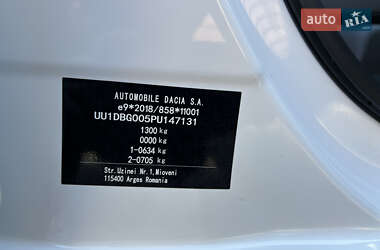 auto RIA
AUTOMOBILE DACIA S.A.
e9*2018/858*11001
UU1DBG005PU147131
1300 kg
0000 kg
1-0634 kg
2-0705 kg
Str. Uzinei Nr.1, Mioveni
115400 Arges Romania